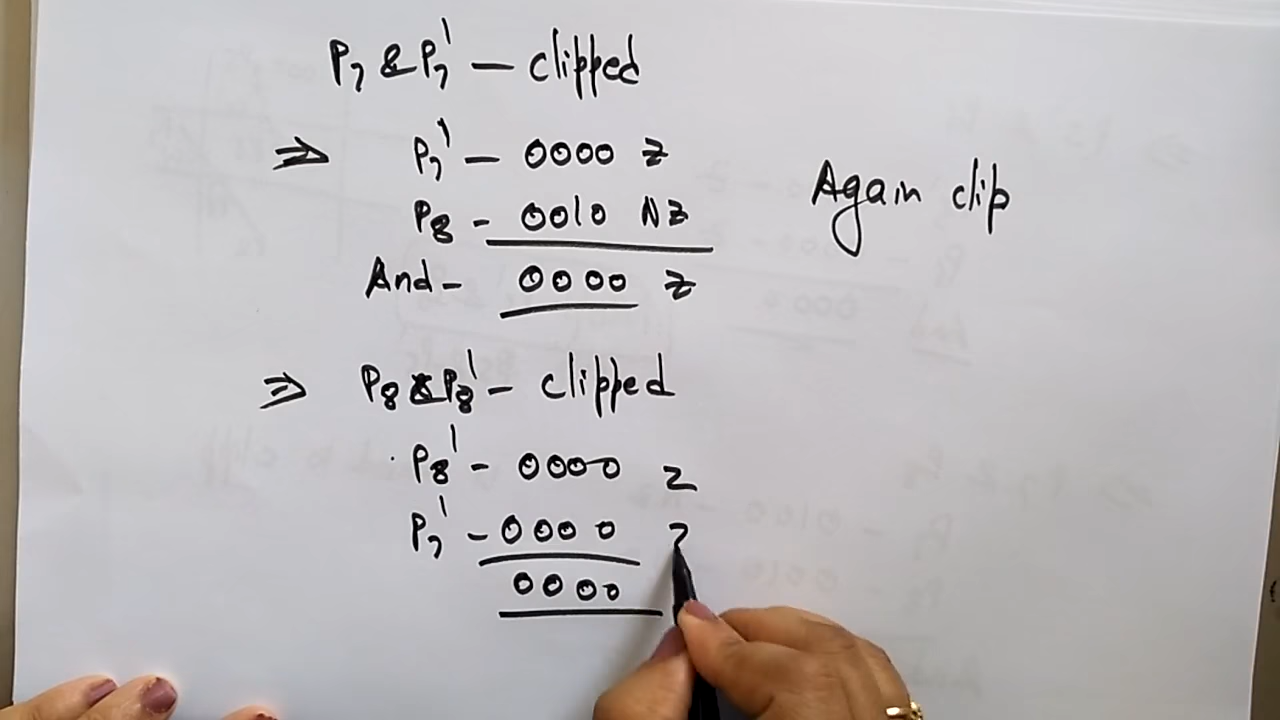 P7 & P7' – clipped
⇒ P7' – 0000 Z
P8 – 0010 NZ
And – 0000 Z
Again clip
⇒ P8 & P8' – clipped
P8' – 0000 Z
P7' – 0000 Z
0000